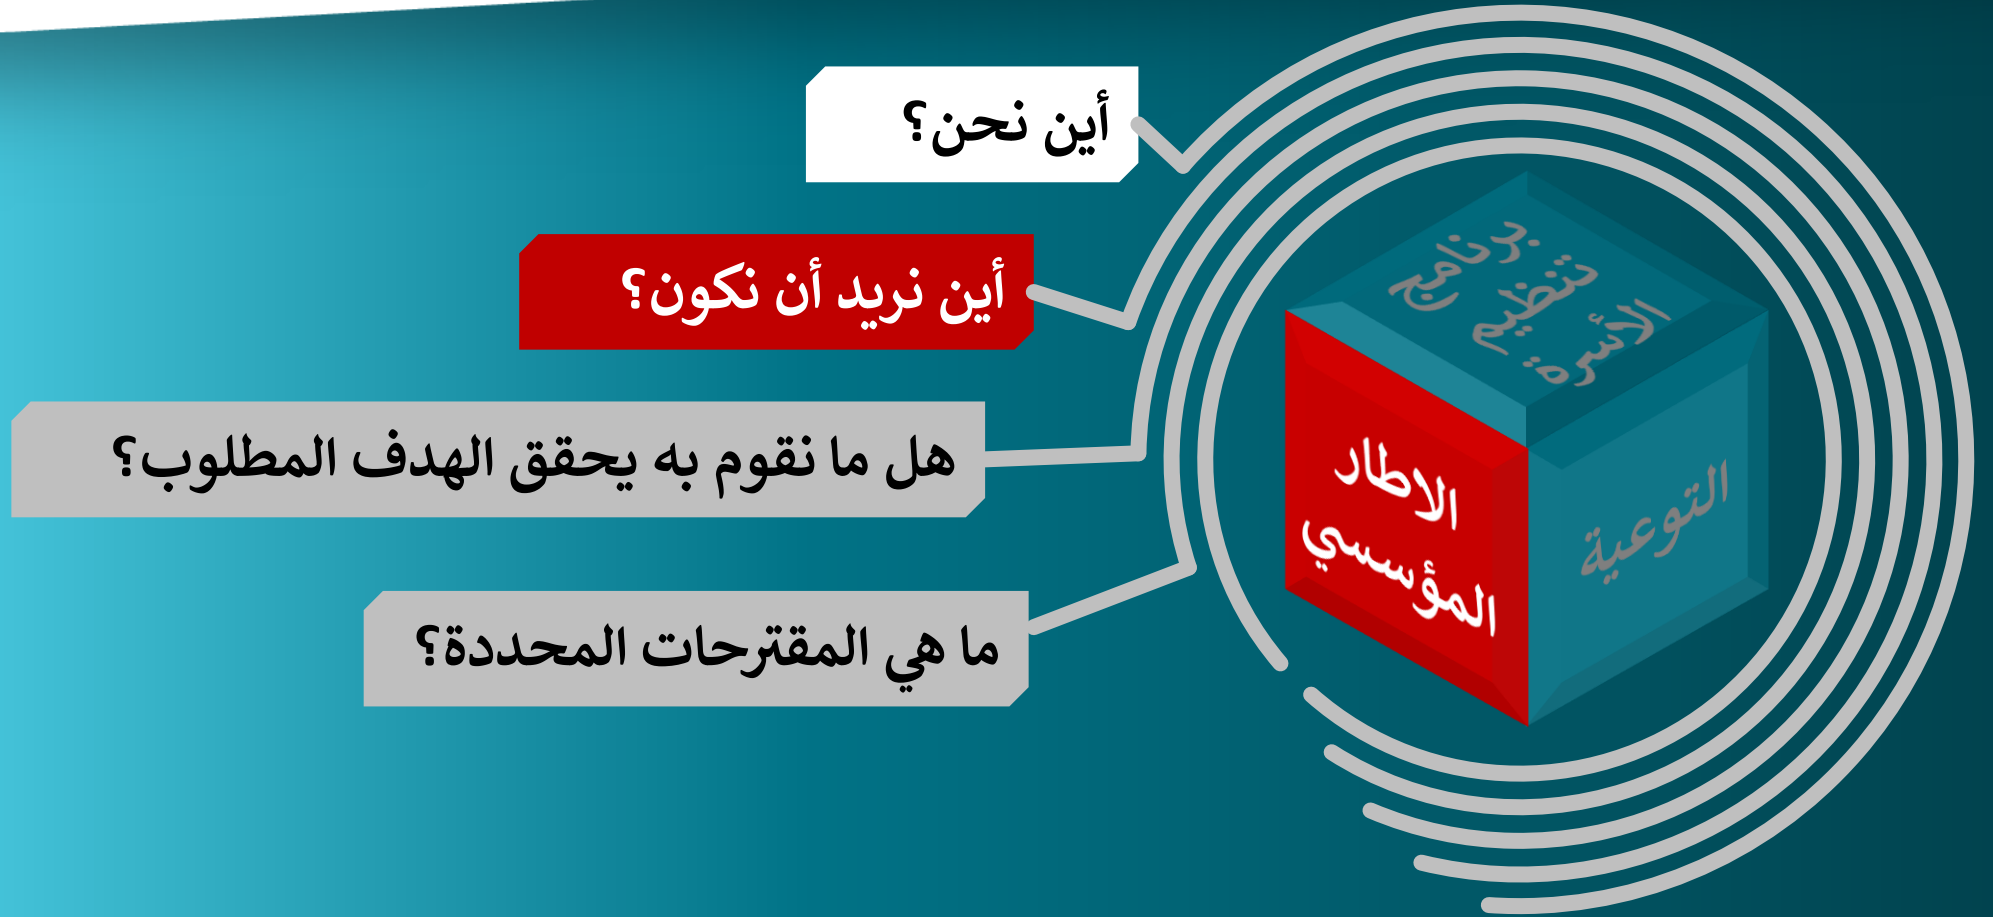 أين نحن؟
أين نريد أن نكون؟
هل ما نقوم به يحقق الهدف المطلوب؟
ما هي المقترحات المحددة؟
برنامج
تنظيم
الأسرة
الاطار
المؤسسي
التوعية